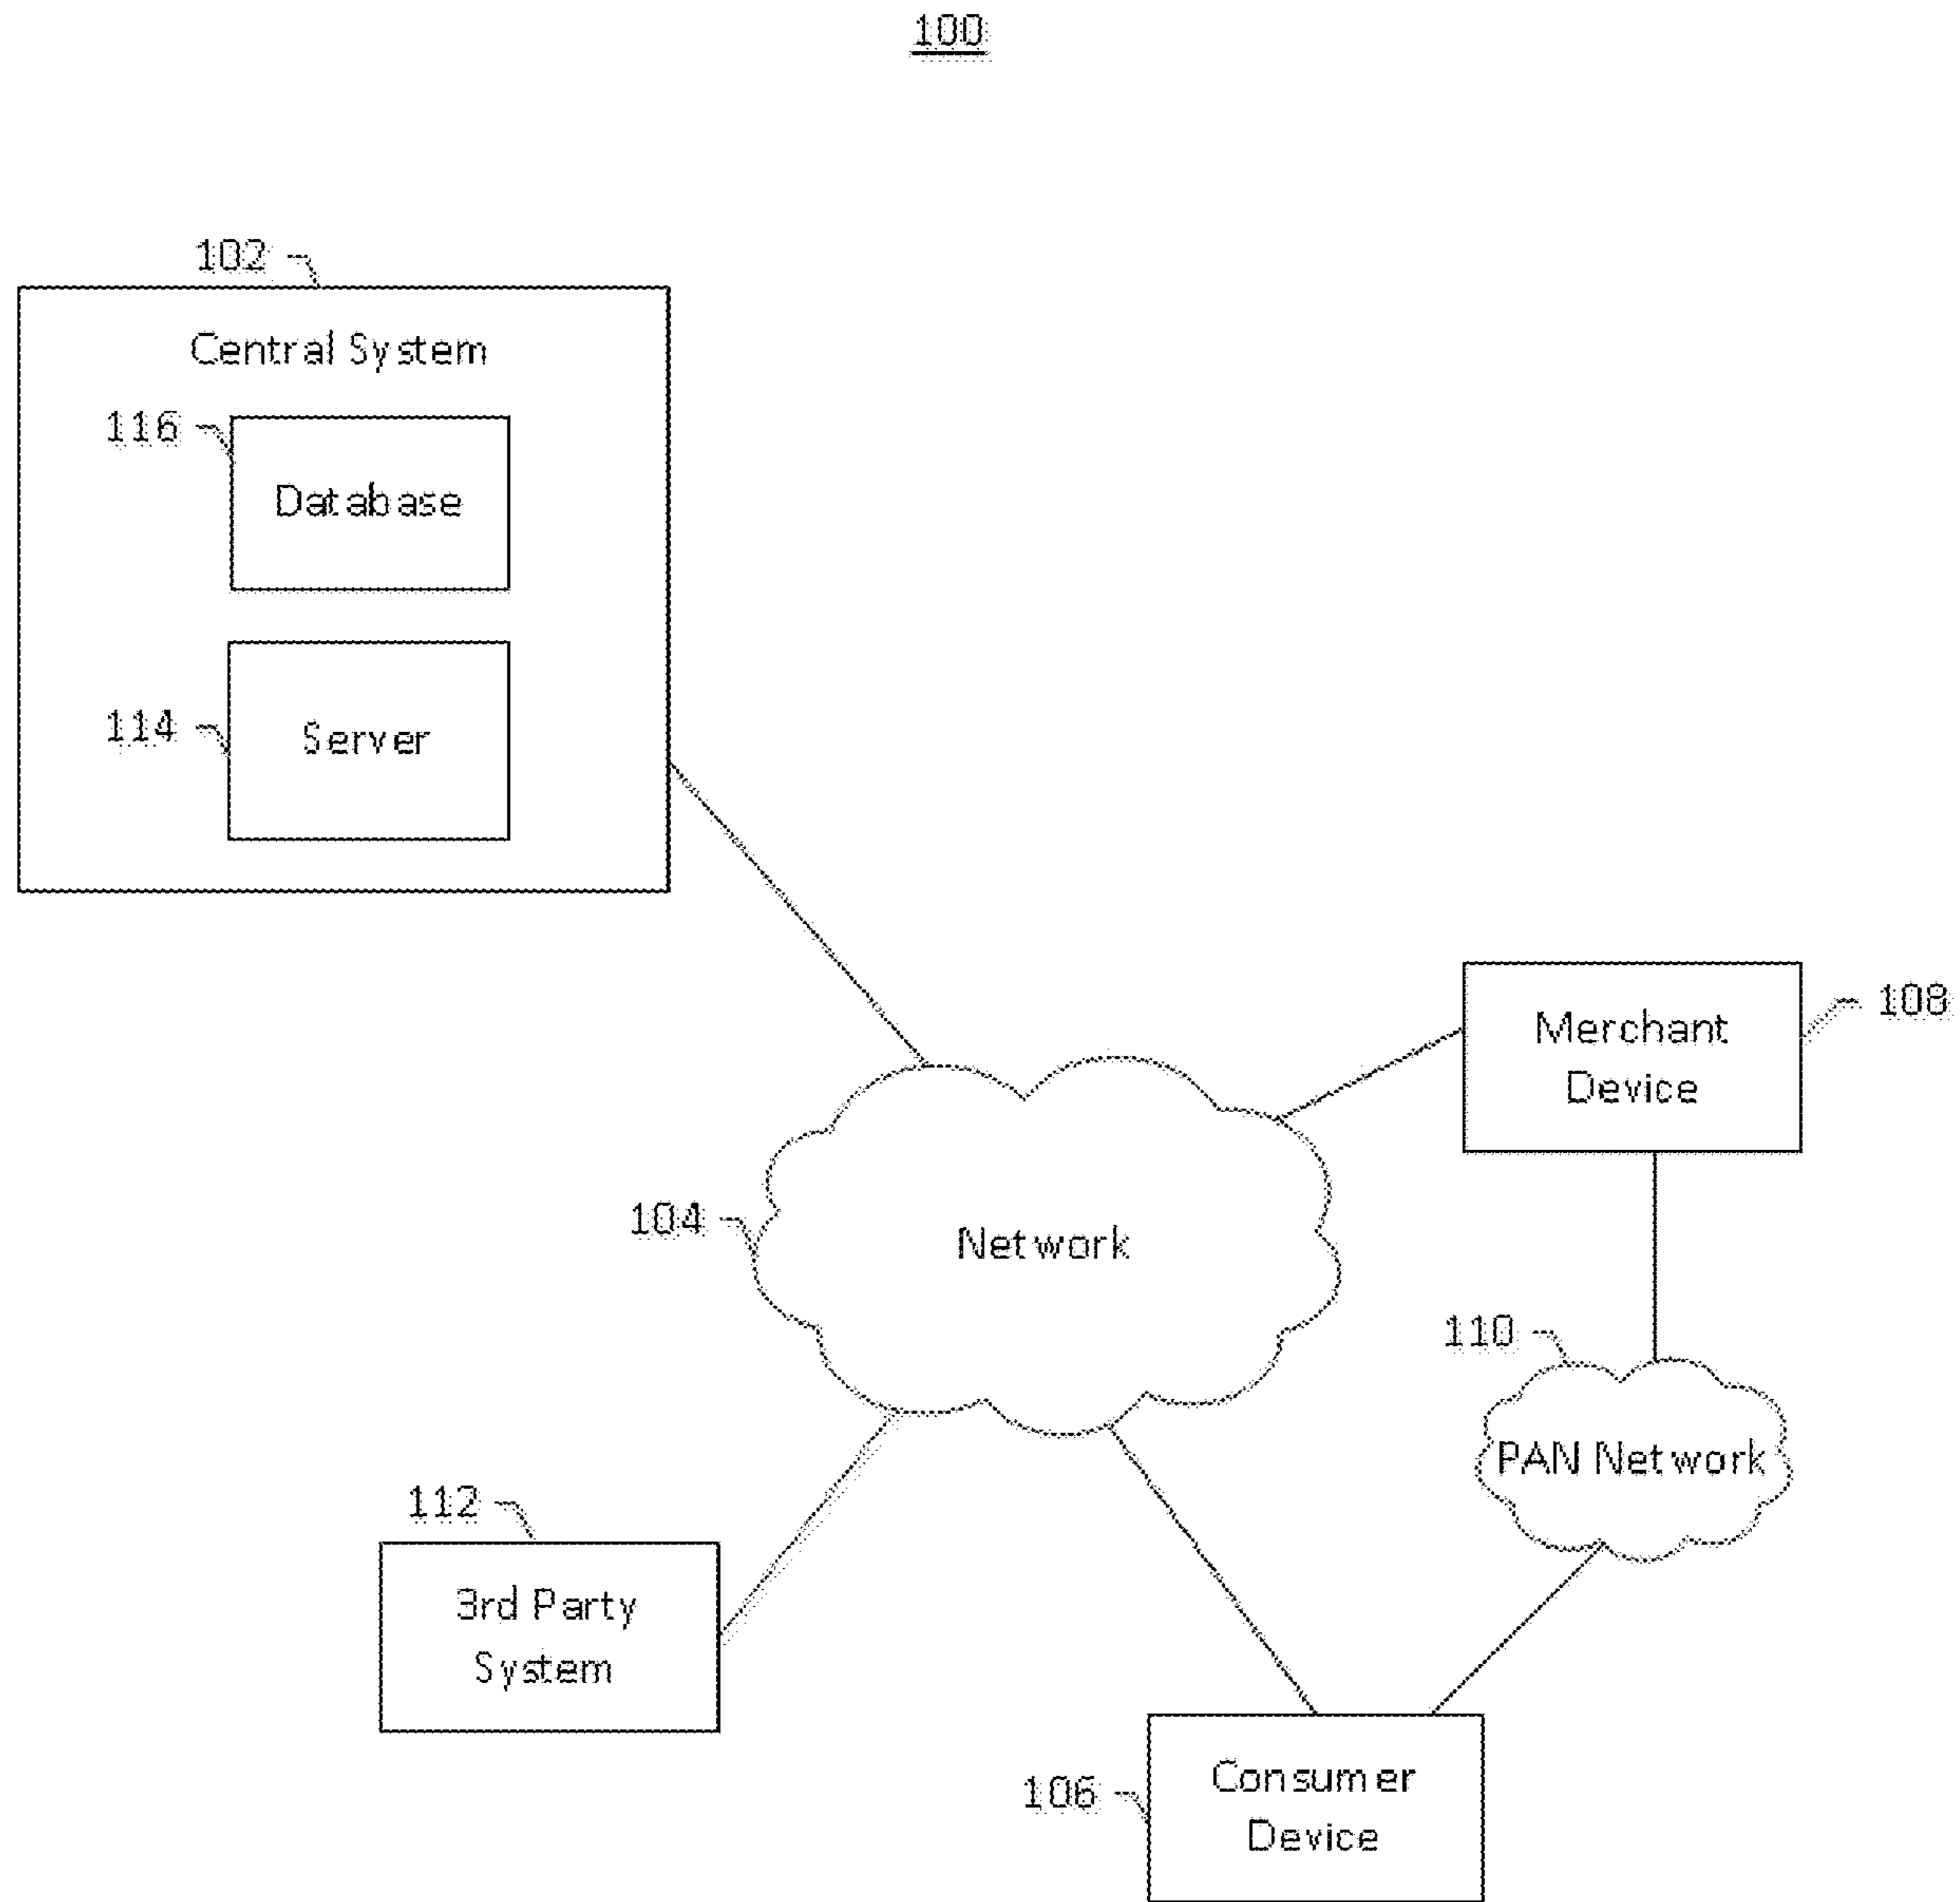 100
102
Central System
116
Database
114
Server
Merchant
Device
108
104
Network
110
PAN Network
112
3rd Party
System
106
Consumer
Device